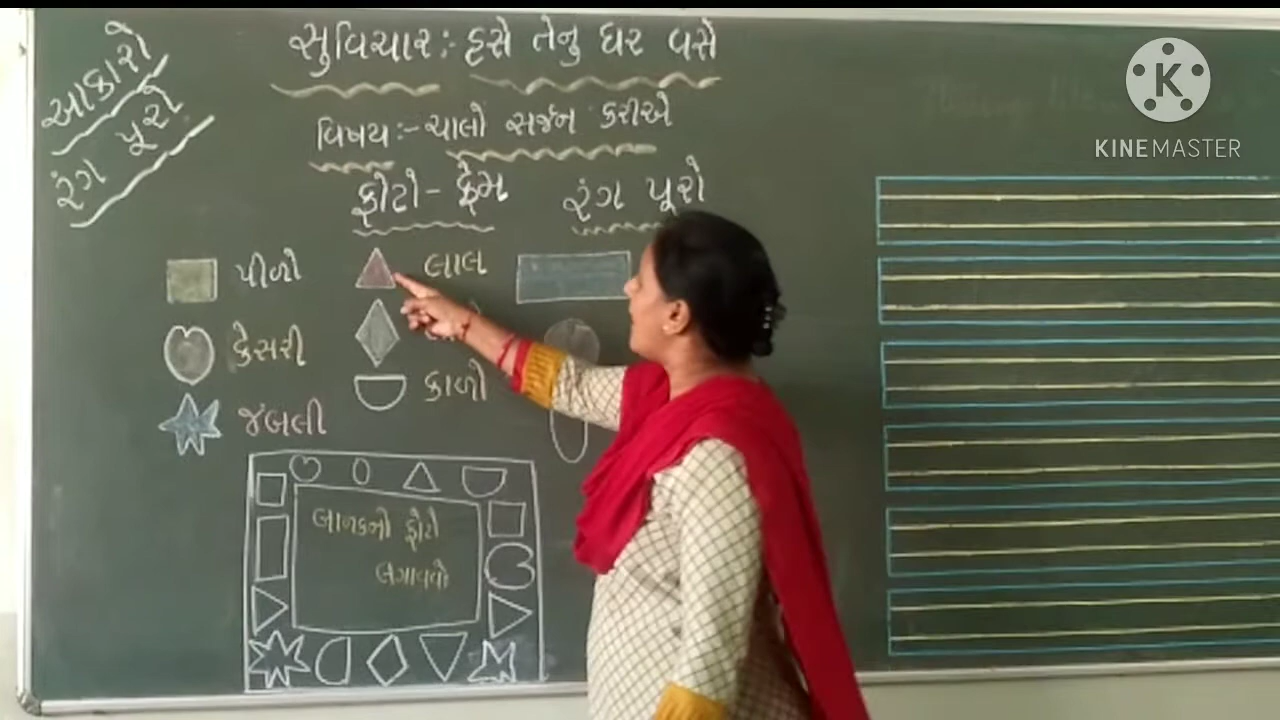 આકારો
રંગ પૂરો
સુવિચાર:- હસે તેનુ ઘર વસે
વિષય:- ચાલો સર્જન કરીએ
ફોટો - ફ્રેમ
રંગ પૂરો
પીળો
લાલ
કેસરી
કાળો
જંબલી
બાળકનો ફોટો
લગાવવો
K
KINEMASTER